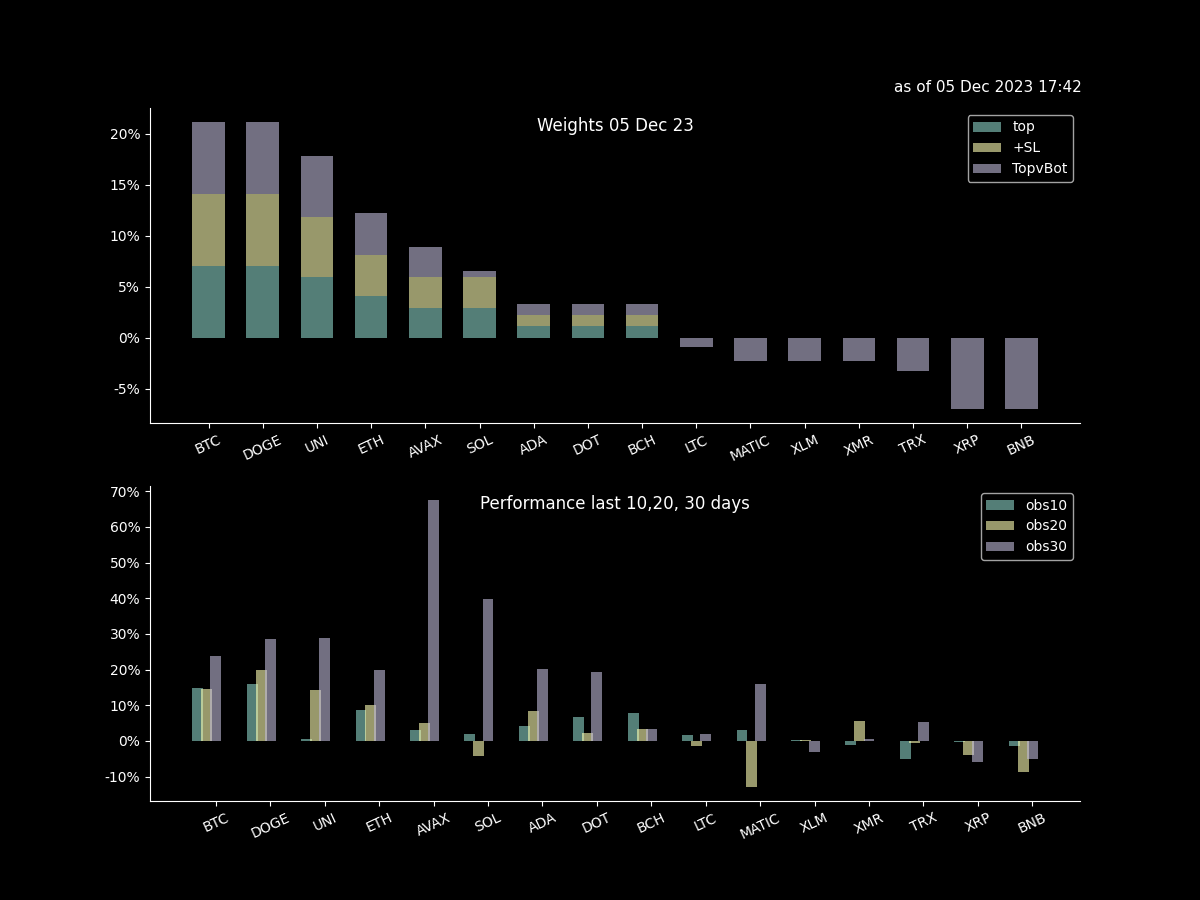 as of 05 Dec 2023 17:42
Weights 05 Dec 23
top
+SL
TopvBot
20%
15%
10%
5%
0%
-5%
BTC DOGE UNI ETH AVAX SOL ADA DOT BCH LTC MATIC XLM XMR TRX XRP BNB
Performance last 10,20, 30 days
obs10
obs20
obs30
70%
60%
50%
40%
30%
20%
10%
0%
-10%
BTC DOGE UNI ETH AVAX SOL ADA DOT BCH LTC MATIC XLM XMR TRX XRP BNB